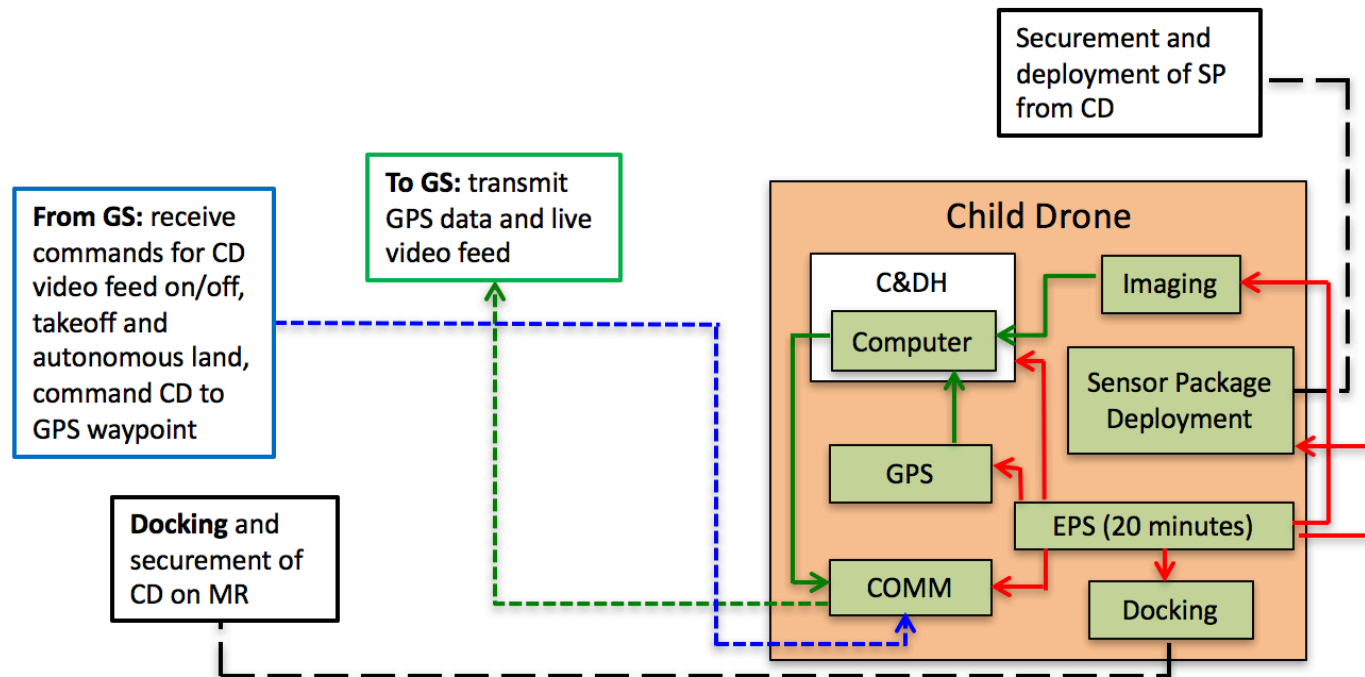 Securement and
deployment of SP
from CD
To GS: transmit
GPS data and live
video feed
From GS: receive
commands for CD
video feed on/off,
takeoff and
autonomous land,
command CD to
GPS waypoint
Child Drone
C&DH
Imaging
Computer
Sensor Package
Deployment
GPS
EPS (20 minutes)
Docking and
securement of
CD on MR
COMM
Docking